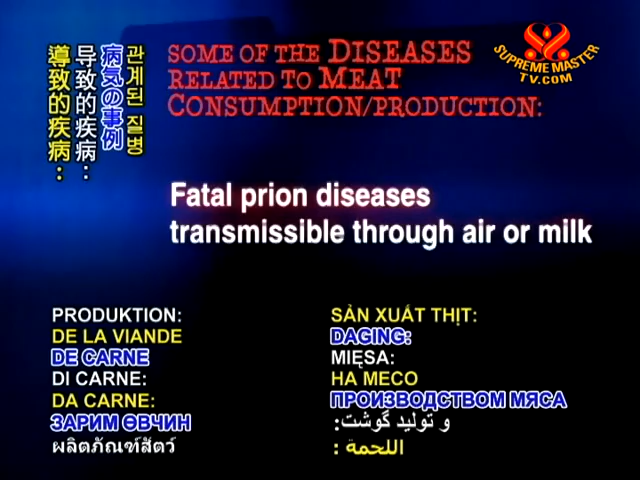 導致的疾病：
导致的疾病：
病気の事例
관계된 질병
SOME OF THE DISEASES
RELATED TO MEAT
CONSUMPTION/PRODUCTION:
SUPREME MASTER
TV.COM
Fatal prion diseases
transmissible through air or milk
PRODUKTION:
DE LA VIANDE
DE CARNE
DI CARNE:
DA CARNE:
ЗАРИМ ӨВЧИН
ผลิตภัณฑ์สัตว์
SẢN XUẤT THỊT:
DAGING:
MIĘSA:
НА МЕСО
ПРОИЗВОДСТВОМ МЯСА
و تولید گوشت:
اللحمة :